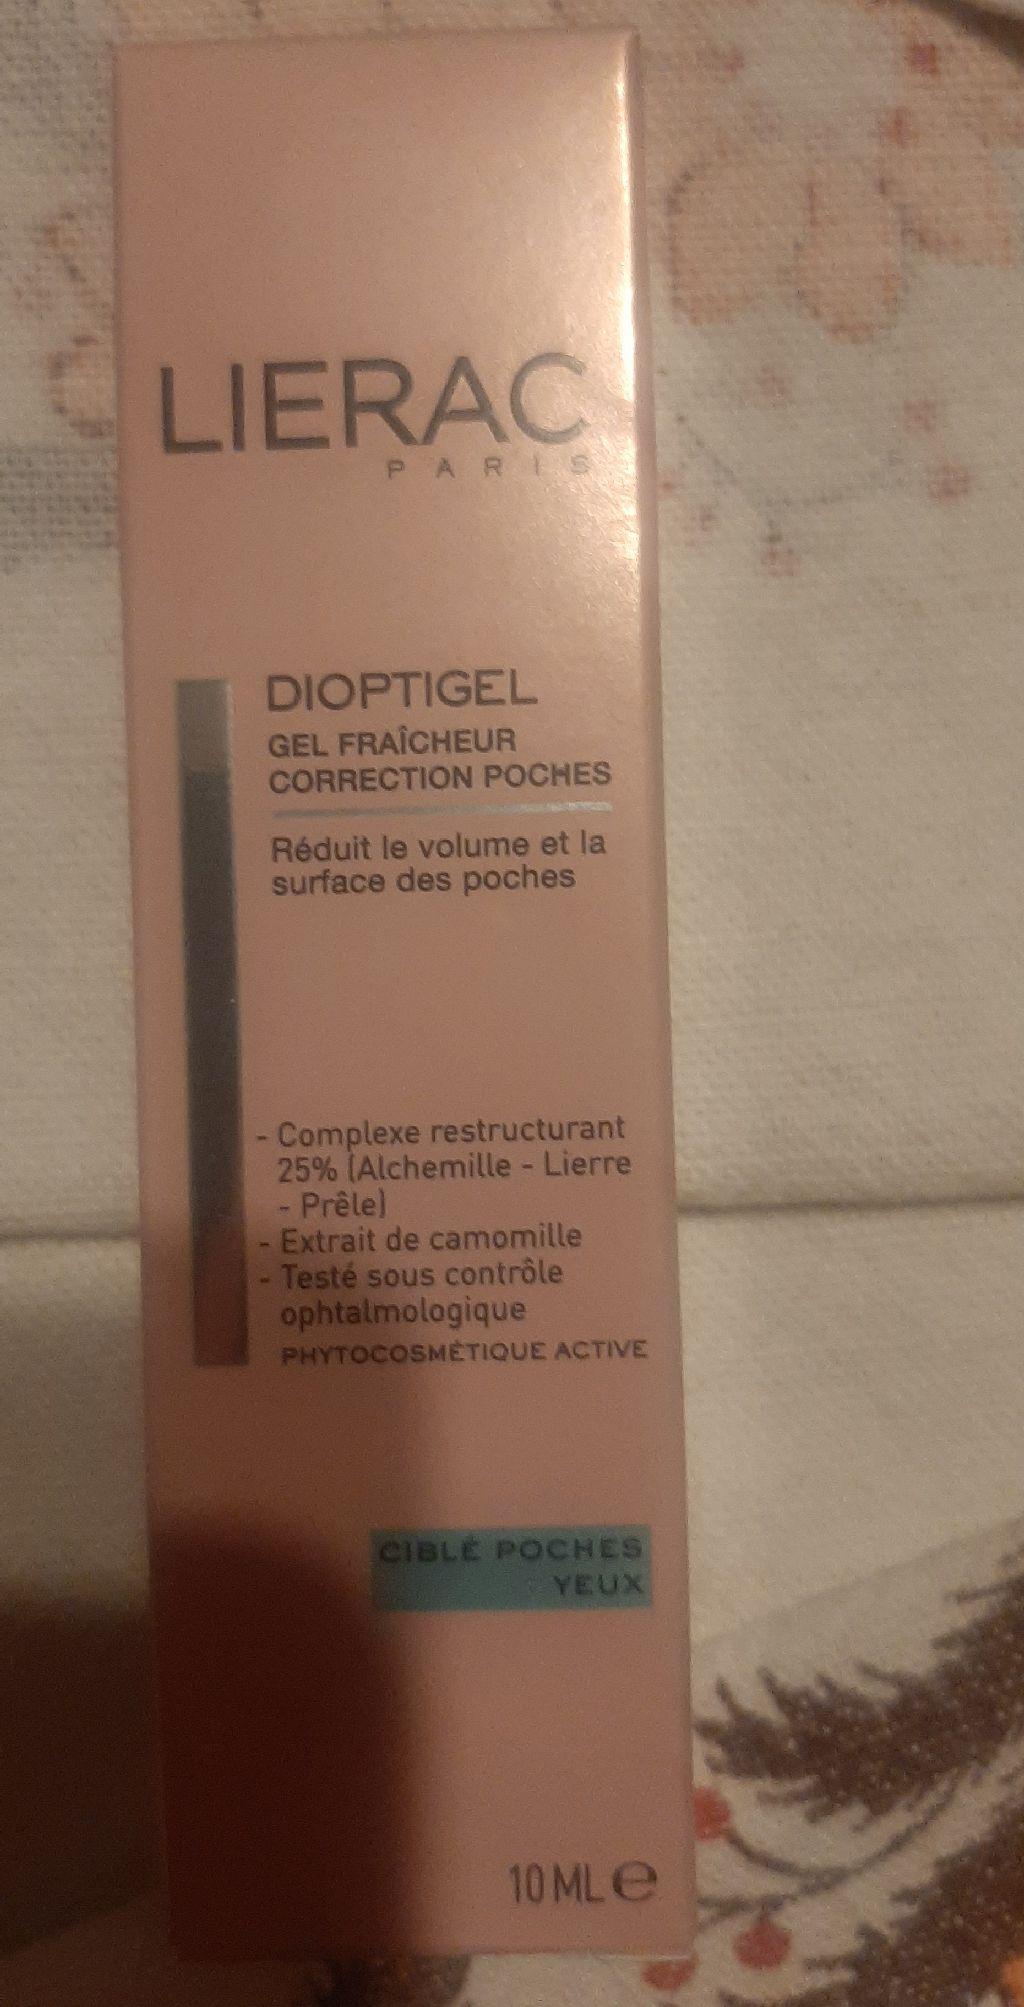 LIERAC
PARIS
DIOPTIGEL
GEL FRAÎCHEUR
CORRECTION POCHES
Réduit le volume et la
surface des poches
- Complexe restructurant
25% (Alchemille - Lierre
- Prêle)
- Extrait de camomille
- Testé sous contrôle
ophtalmologique
PHYTOCOSMÉTIQUE ACTIVE
CIBLÉ POCHES
YEUX
10 ML e